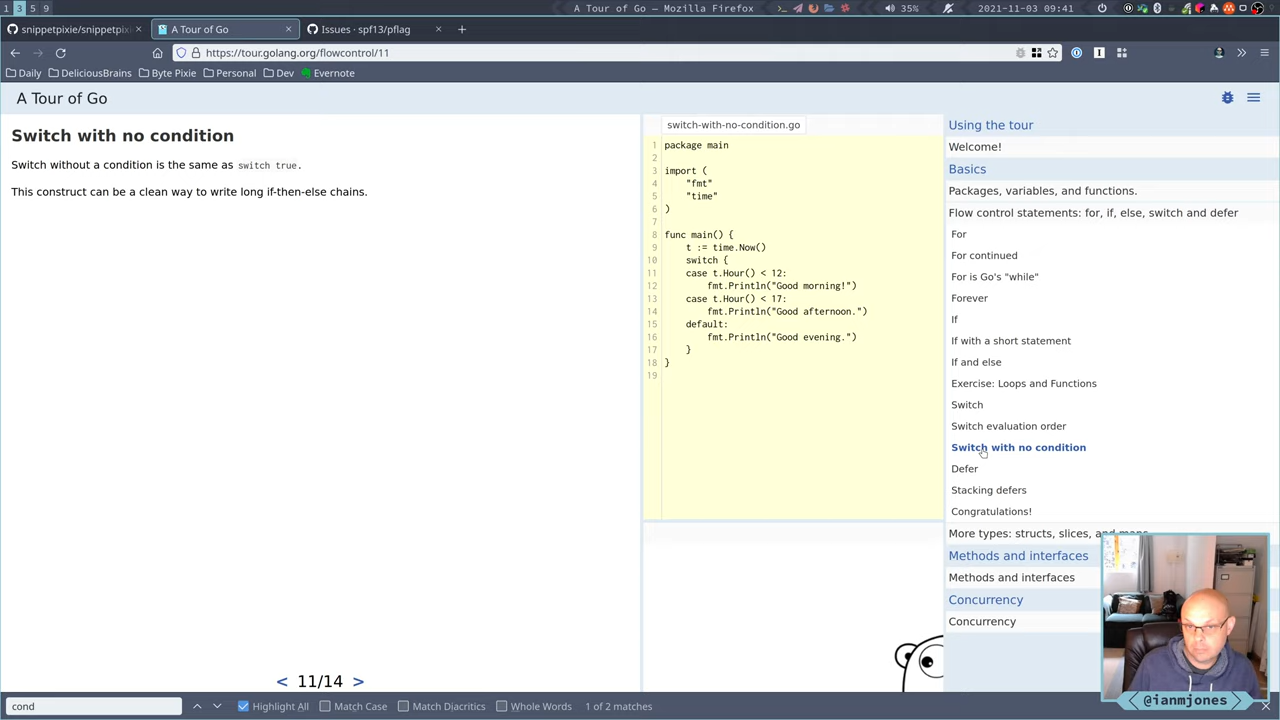 1 3 5 9
A Tour of Go — Mozilla Firefox
35%
2021-11-03 09:41
snippetpixie/snippetpixi
A Tour of Go
Issues · spf13/pflag
https://tour.golang.org/flowcontrol/11
Daily
DeliciousBrains
Byte Pixie
Personal
Dev
Evernote
A Tour of Go
Switch with no condition
Switch without a condition is the same as switch true.
This construct can be a clean way to write long if-then-else chains.
< 11/14 >
switch-with-no-condition.go
1 package main
2
3 import (
4 "fmt"
5 "time"
6 )
7
8 func main() {
9 t := time.Now()
10 switch {
11 case t.Hour() < 12:
12 fmt.Println("Good morning!")
13 case t.Hour() < 17:
14 fmt.Println("Good afternoon.")
15 default:
16 fmt.Println("Good evening.")
17 }
18 }
19
Using the tour
Welcome!
Basics
Packages, variables, and functions.
Flow control statements: for, if, else, switch and defer
For
For continued
For is Go's "while"
Forever
If
If with a short statement
If and else
Exercise: Loops and Functions
Switch
Switch evaluation order
Switch with no condition
Defer
Stacking defers
Congratulations!
More types: structs, slices, and maps.
Methods and interfaces
Methods and interfaces
Concurrency
Concurrency
@ianmjones
cond
Highlight All
Match Case
Match Diacritics
Whole Words
1 of 2 matches